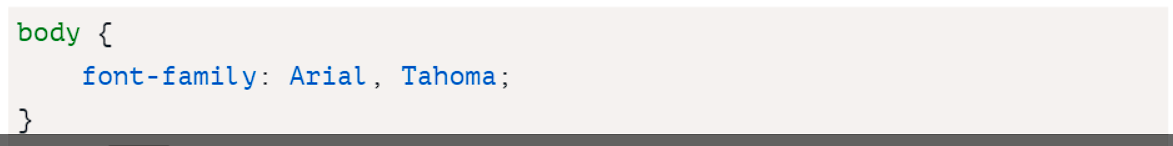 body {
    font-family: Arial, Tahoma;
}